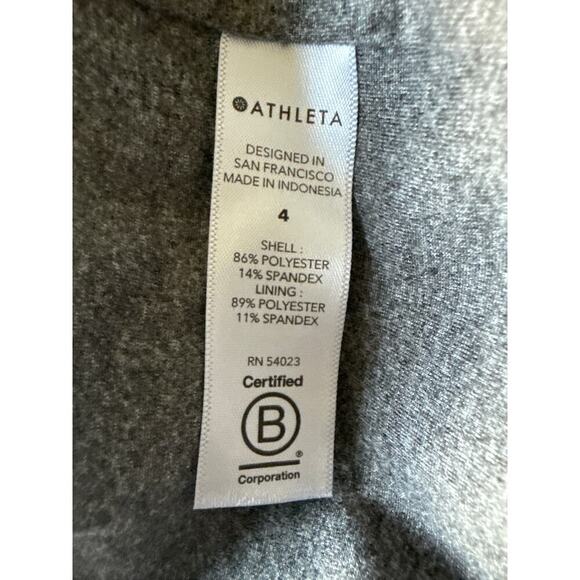 ATHLETA
DESIGNED IN
SAN FRANCISCO
MADE IN INDONESIA
4
SHELL :
86% POLYESTER
14% SPANDEX
LINING :
89% POLYESTER
11% SPANDEX
RN 54023
Certified
B
®
Corporation